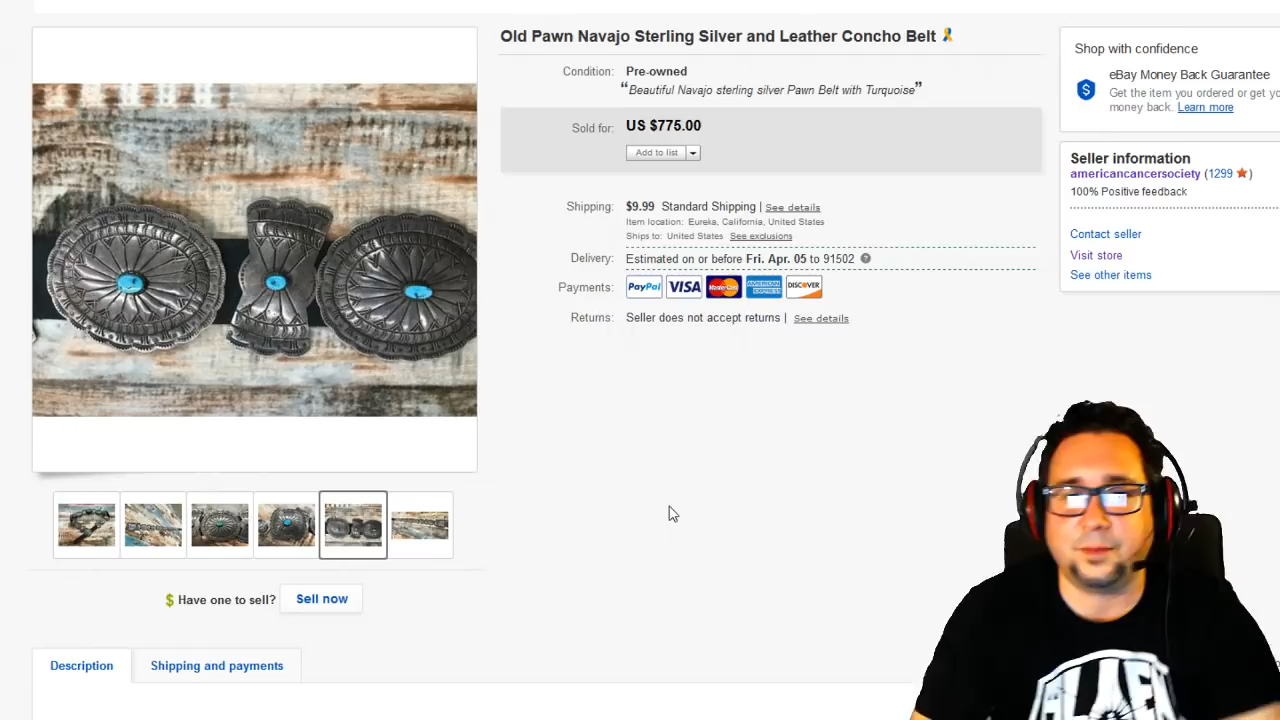 Old Pawn Navajo Sterling Silver and Leather Concho Belt
Condition: Pre-owned
“Beautiful Navajo sterling silver Pawn Belt with Turquoise”
Sold for: US $775.00
Add to list
Shipping: $9.99 Standard Shipping | See details
Item location: Eureka, California, United States
Ships to: United States See exclusions
Delivery: Estimated on or before Fri. Apr. 05 to 91502
Payments: PayPal VISA MasterCard AMERICAN EXPRESS DISCOVER
Returns: Seller does not accept returns | See details
Shop with confidence
eBay Money Back Guarantee
Get the item you ordered or get
money back. Learn more
Seller information
americancancersociety (1299)
100% Positive feedback
Contact seller
Visit store
See other items
$ Have one to sell? Sell now
Description
Shipping and payments